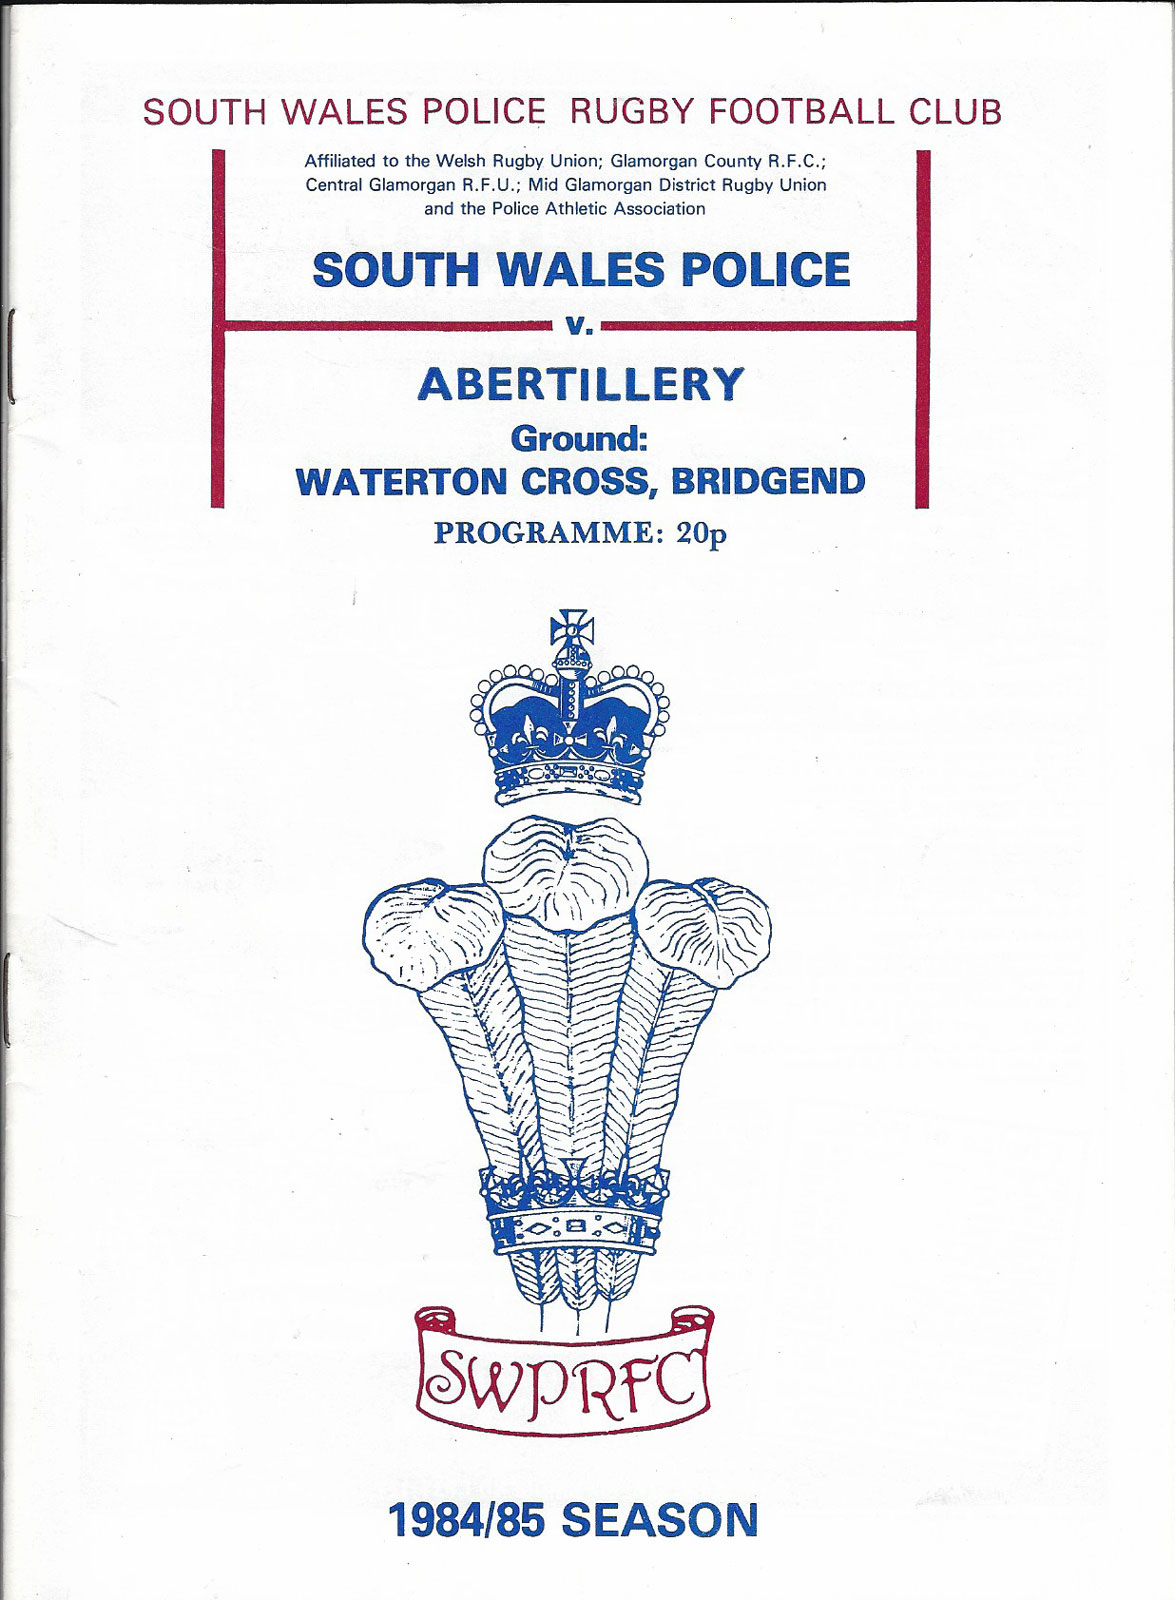 SOUTH WALES POLICE RUGBY FOOTBALL CLUB
Affiliated to the Welsh Rugby Union; Glamorgan County R.F.C.;
Central Glamorgan R.F.U.; Mid Glamorgan District Rugby Union
and the Police Athletic Association
SOUTH WALES POLICE
v.
ABERTILLERY
Ground:
WATERTON CROSS, BRIDGEND
PROGRAMME: 20p
SWPRFC
1984/85 SEASON